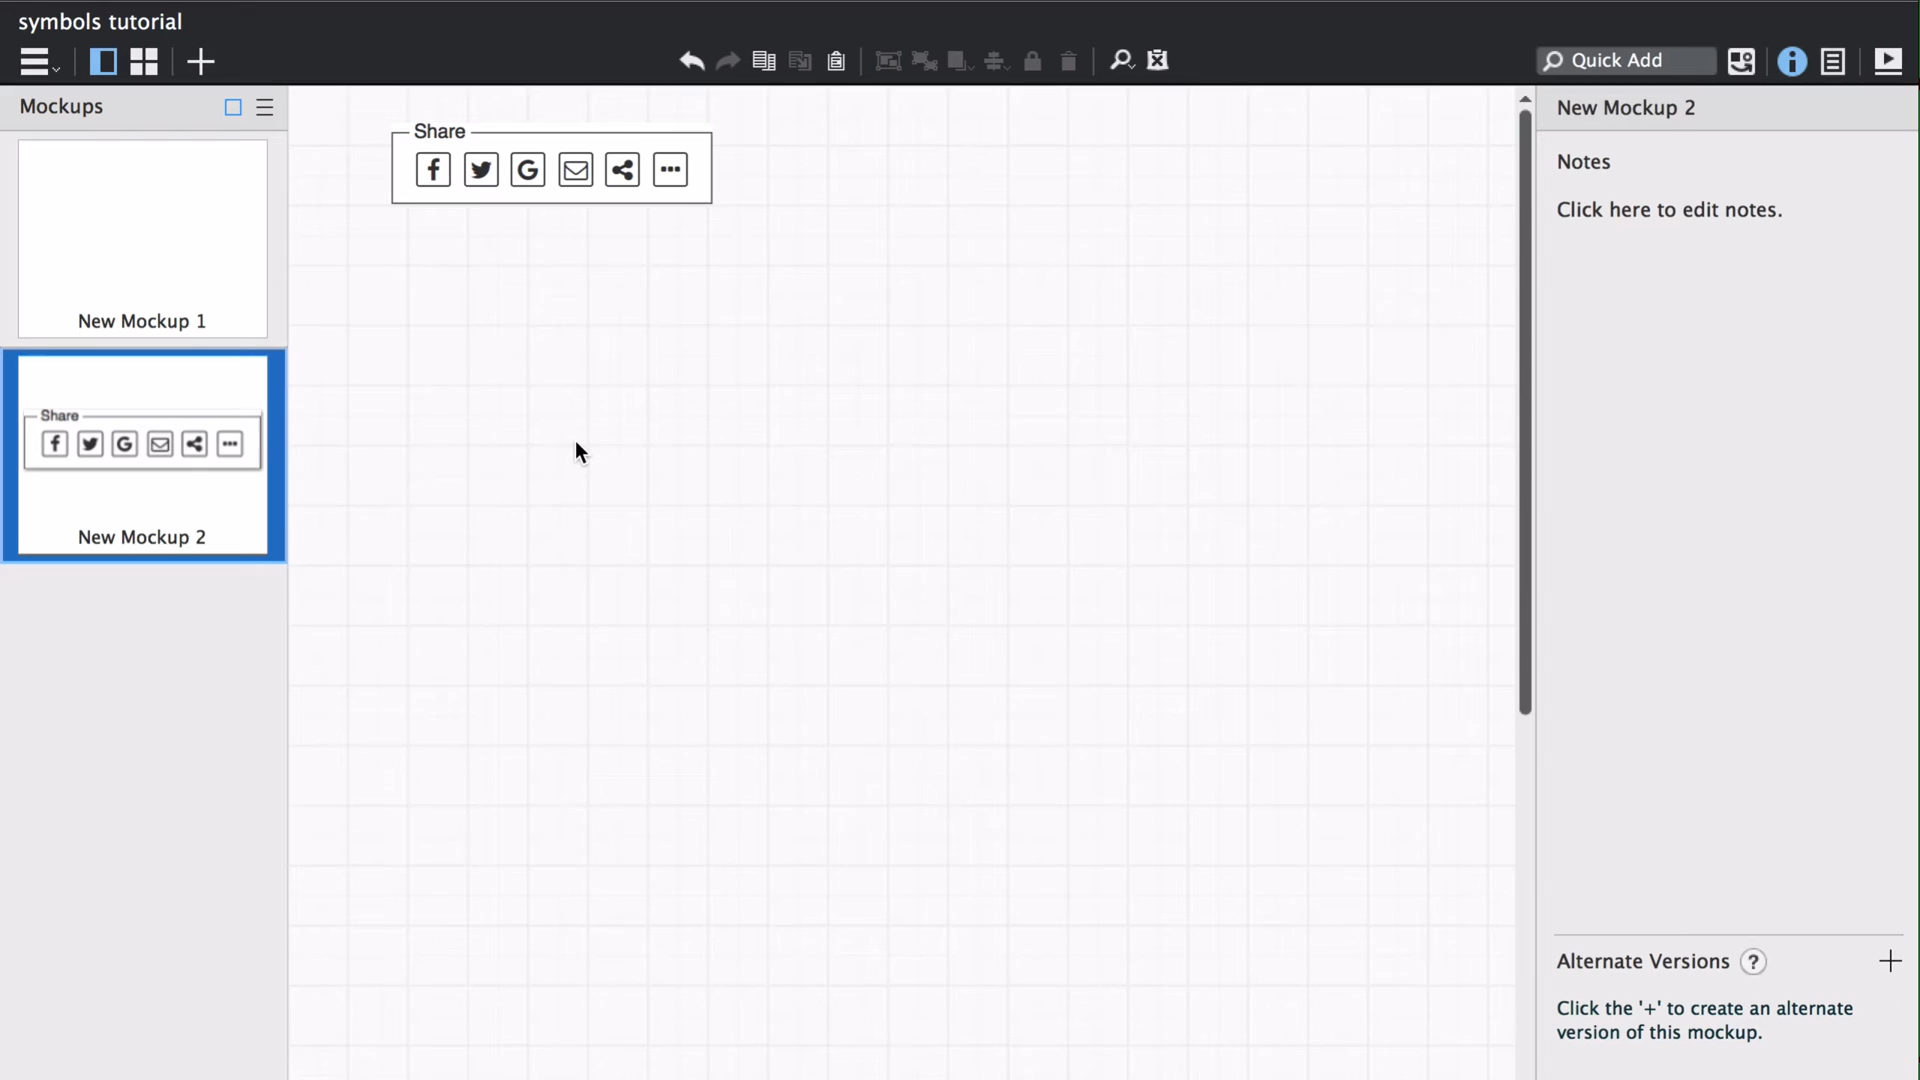 symbols tutorial
Quick Add
Mockups
New Mockup 1
Share
New Mockup 2
Share
New Mockup 2
Notes
Click here to edit notes.
Alternate Versions ?
Click the '+' to create an alternate
version of this mockup.